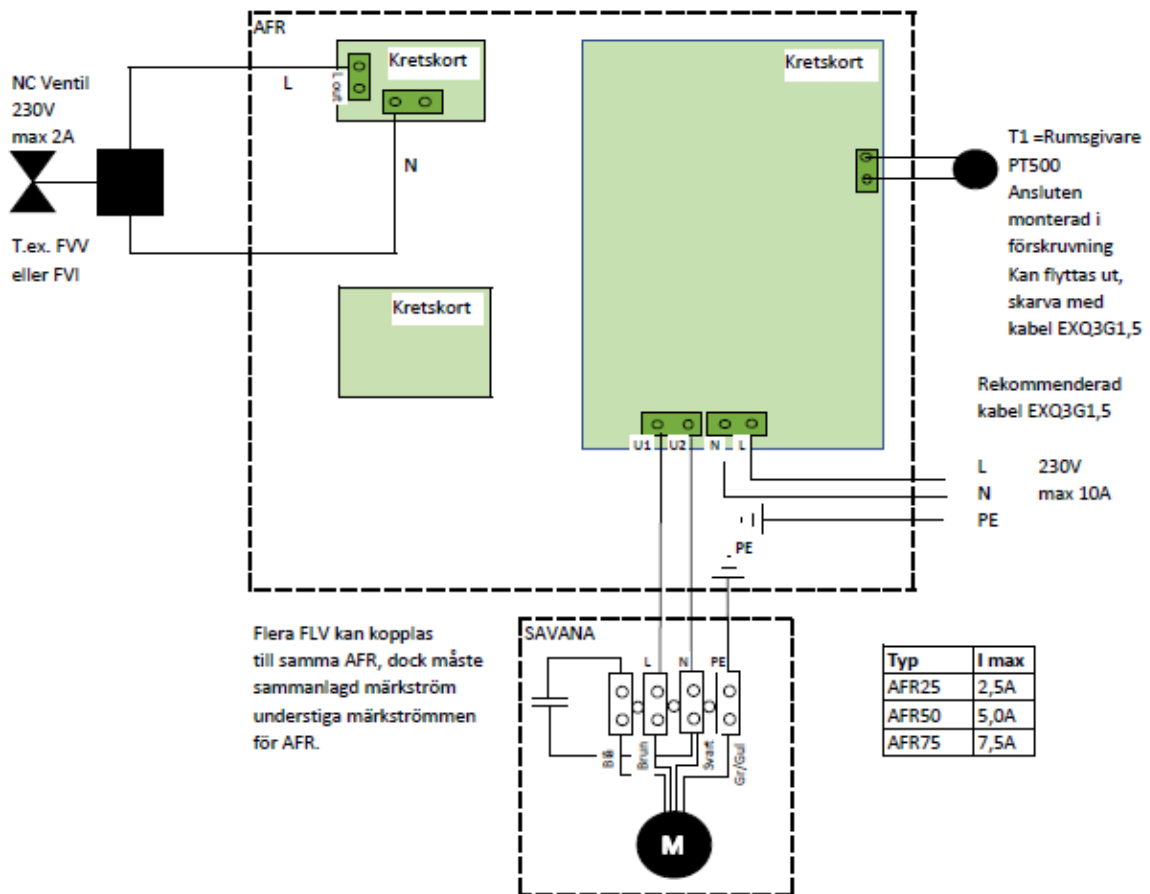 AFR
Kretskort
L out
L
N
NC Ventil
230V
max 2A
T.ex. FVV
eller FVI
Kretskort
Kretskort
T1 =Rumsgivare
PT500
Ansluten
monterad i
förskruvning
Kan flyttas ut,
skarva med
kabel EXQ3G1,5
Rekommenderad
kabel EXQ3G1,5
U1 U2 N L
L 230V
N max 10A
PE
PE
Flera FLV kan kopplas
till samma AFR, dock måste
sammanlagd märkström
understiga märkströmmen
för AFR.
SAVANA
L N PE
Blå Brun Svart Gr/Gul
M
Typ I max
AFR25 2,5A
AFR50 5,0A
AFR75 7,5A